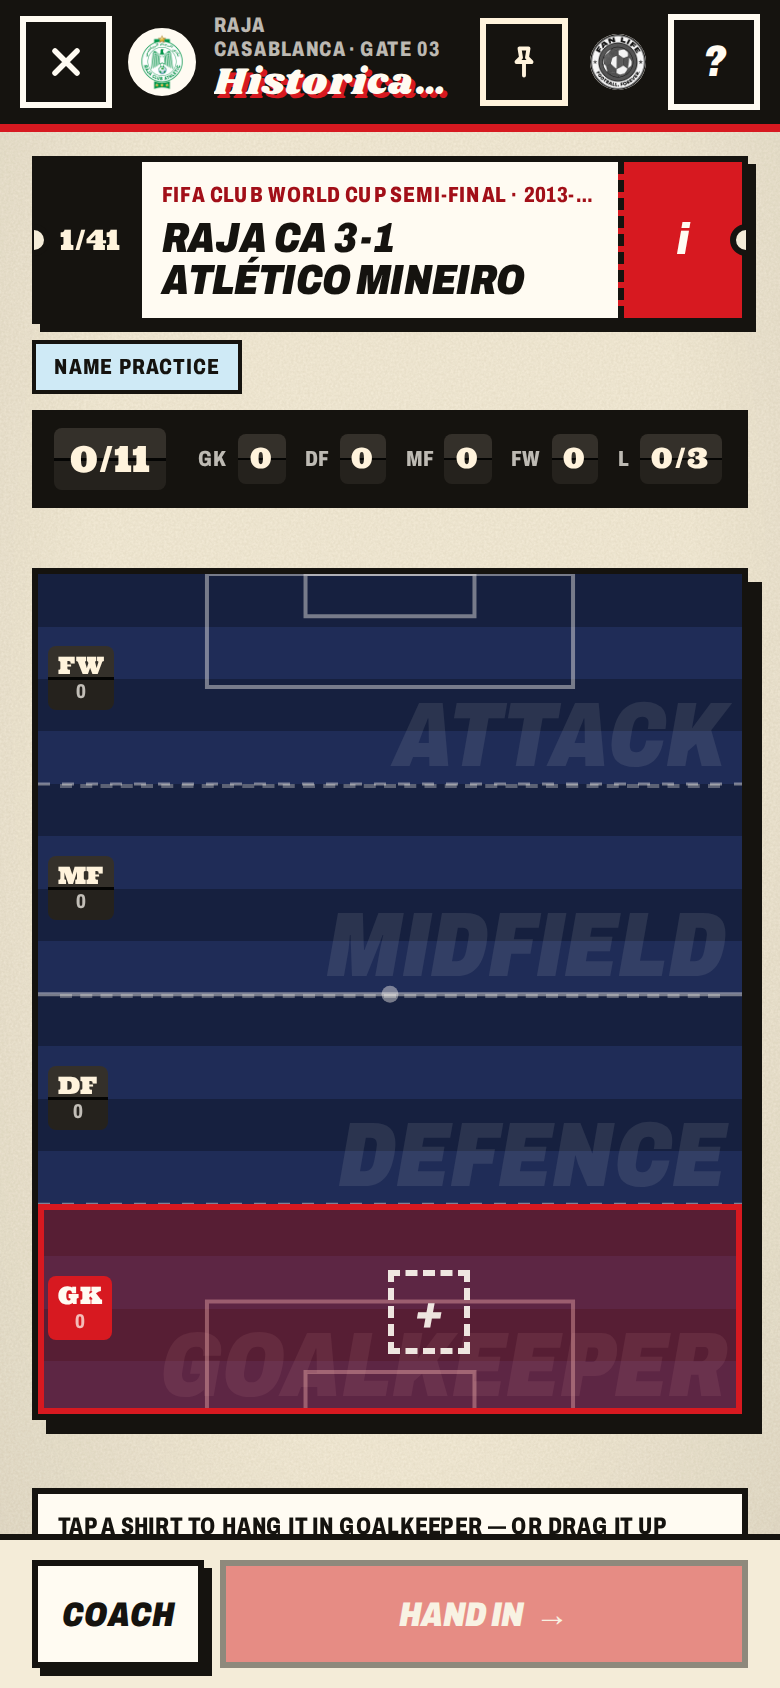 RAJA
CASABLANCA · GATE 03
Historica...
?
FAN LIFE
1/41
FIFA CLUB WORLD CUP SEMI-FINAL · 2013-...
RAJA CA 3-1
ATLÉTICO MINEIRO
i
NAME PRACTICE
0/11
GK 0 DF 0 MF 0 FW 0 L 0/3
FW
0
ATTACK
MF
0
MIDFIELD
DF
0
DEFENCE
GK
0
+
GOALKEEPER
TAP A SHIRT TO HANG IT IN GOALKEEPER — OR DRAG IT UP
COACH
HAND IN →